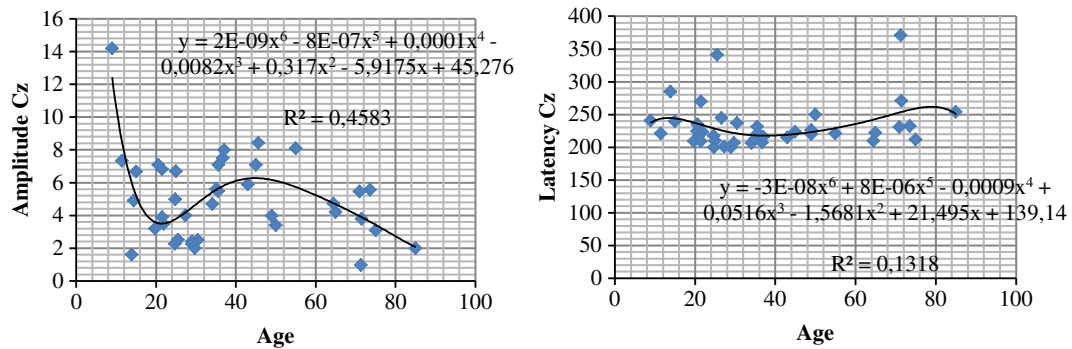 16
14
12
10
8
6
4
2
0
Amplitude Cz
y = 2E-09x⁶ - 8E-07x⁵ + 0,0001x⁴ -
0,0082x³ + 0,317x² - 5,9175x + 45,276
R² = 0,4583
0 20 40 60 80 100
Age
400
350
300
250
200
150
100
50
0
Latency Cz
y = -3E-08x⁶ + 8E-06x⁵ - 0,0009x⁴ +
0,0516x³ - 1,5681x² + 21,495x + 139,14
R² = 0,1318
0 20 40 60 80 100
Age